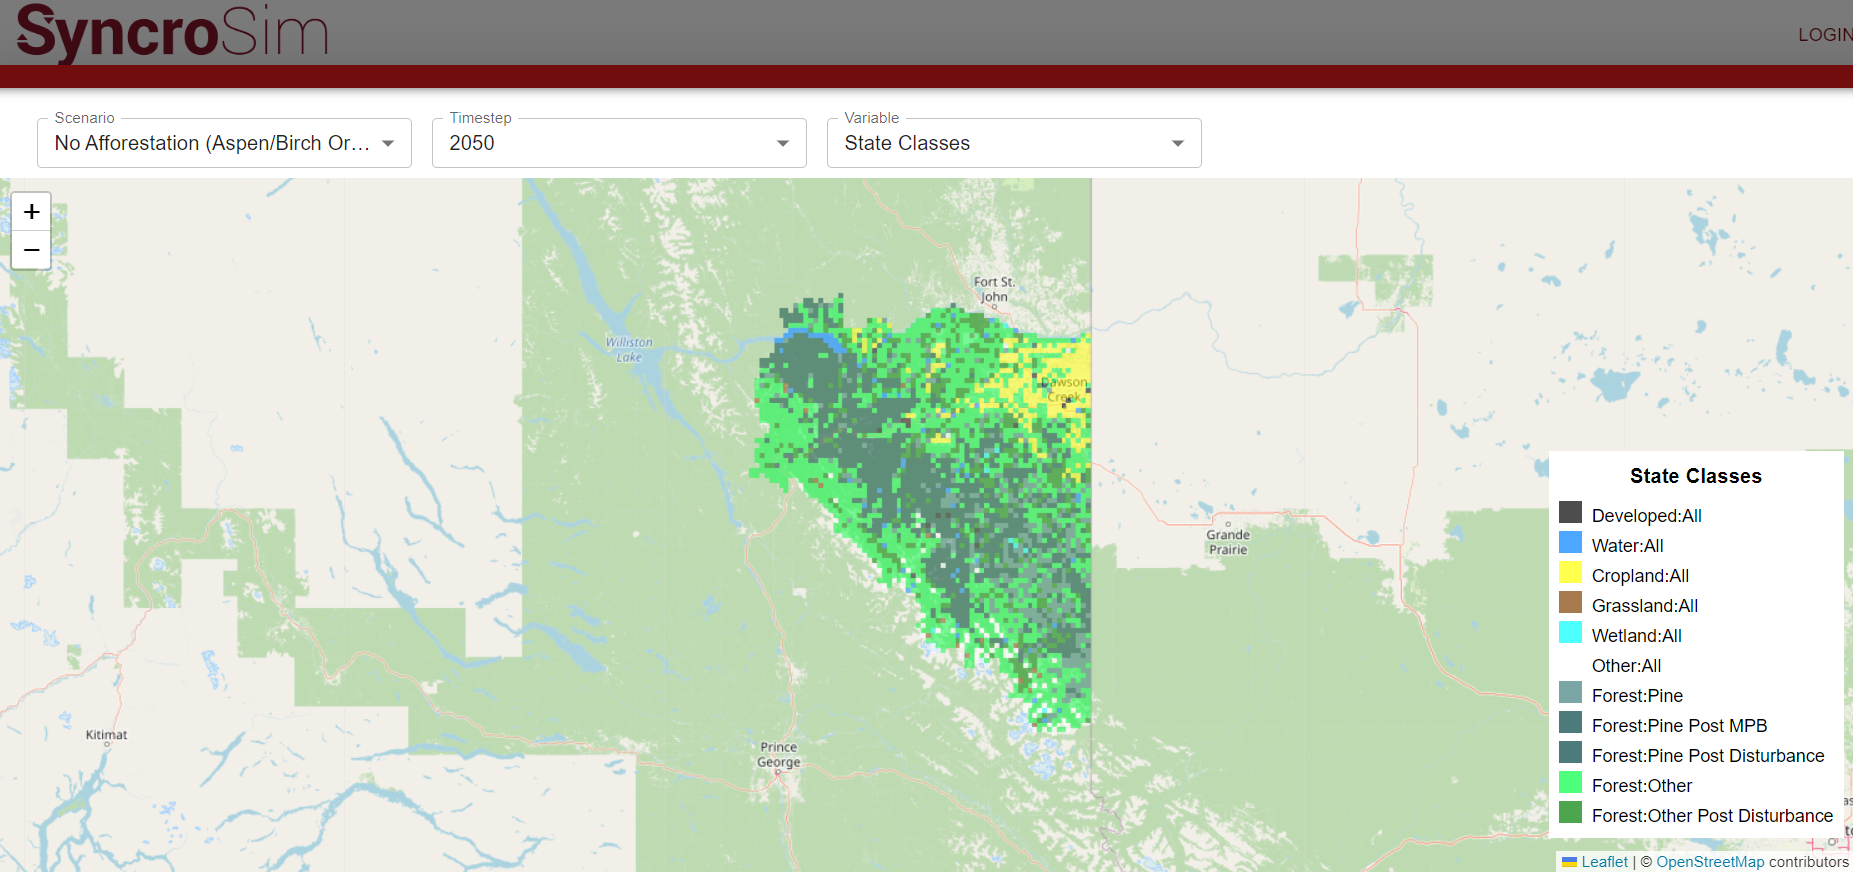 SyncroSim
LOGIN
Scenario
No Afforestation (Aspen/Birch Or...
Timestep
2050
Variable
State Classes
+
−
Fort St.
John
Williston
Lake
Dawson
Creek
Grande
Prairie
Kitimat
Prince
George
State Classes
Developed:All
Water:All
Cropland:All
Grassland:All
Wetland:All
Other:All
Forest:Pine
Forest:Pine Post MPB
Forest:Pine Post Disturbance
Forest:Other
Forest:Other Post Disturbance
Leaflet | © OpenStreetMap contributors